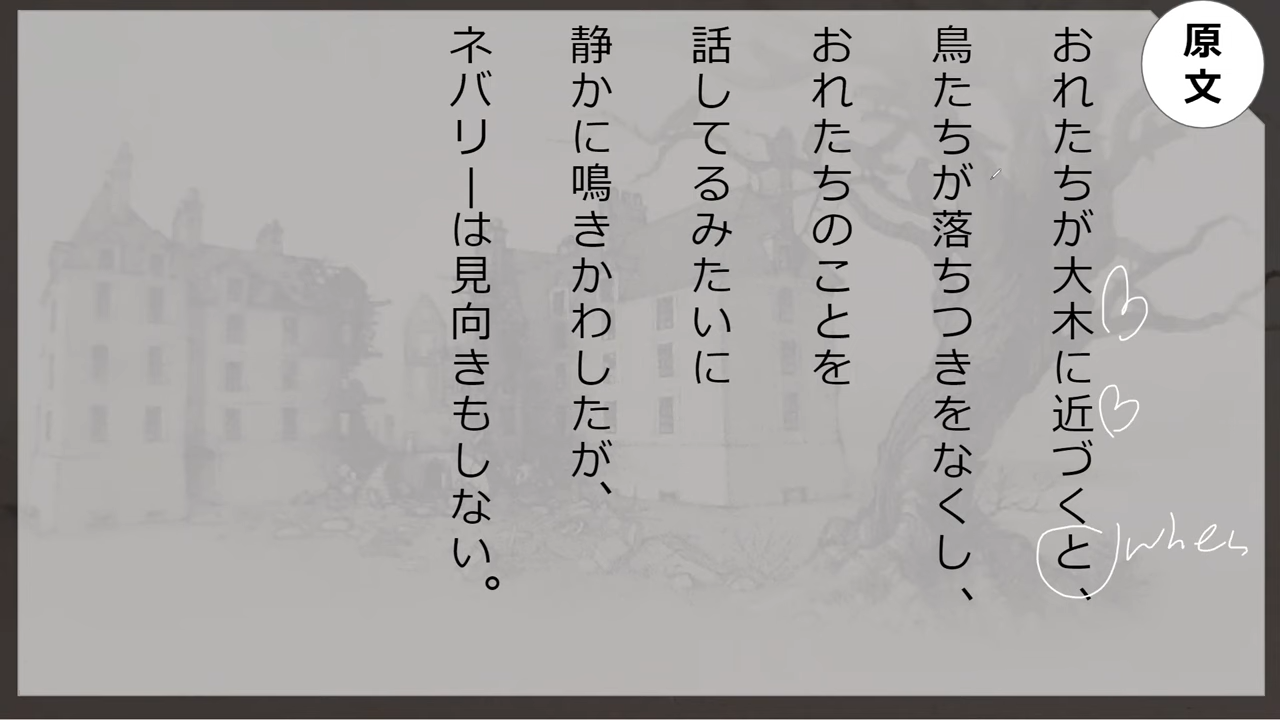 原文
おれたちが大木に近づくと、
鳥たちが落ちつきをなくし、
おれたちのことを
話してるみたいに
静かに鳴きかわしたが、
ネバリーは見向きもしない。
when